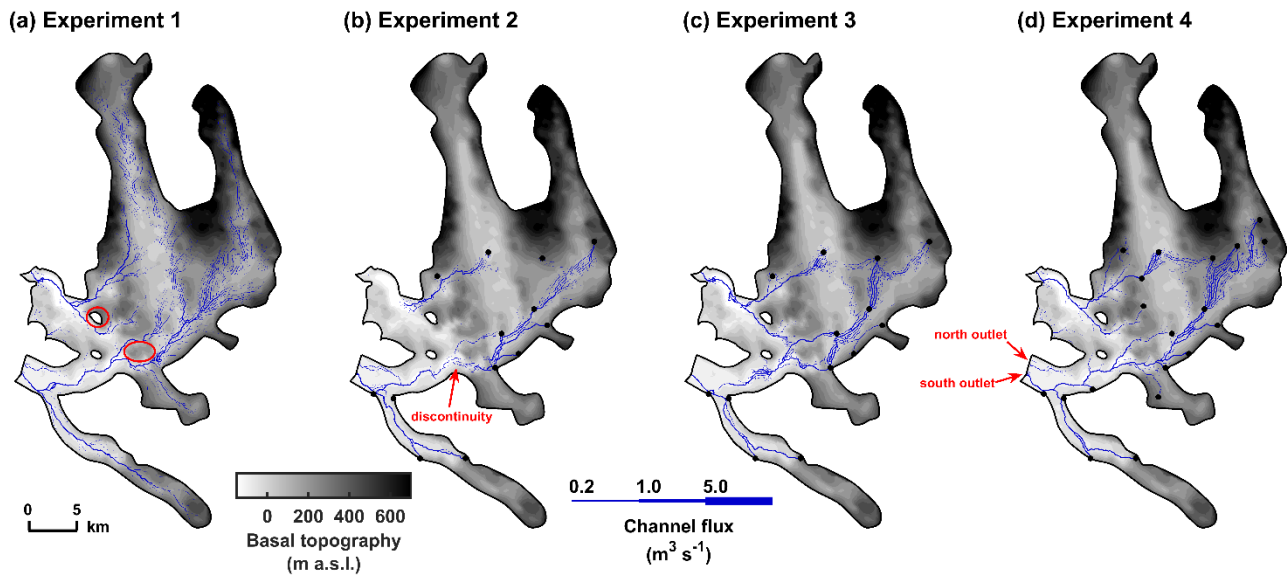 (a) Experiment 1
(b) Experiment 2
(c) Experiment 3
(d) Experiment 4
north outlet
south outlet
discontinuity
0 5
km
0 200 400 600
Basal topography
(m a.s.l.)
0.2 1.0 5.0
Channel flux
(m³ s⁻¹)